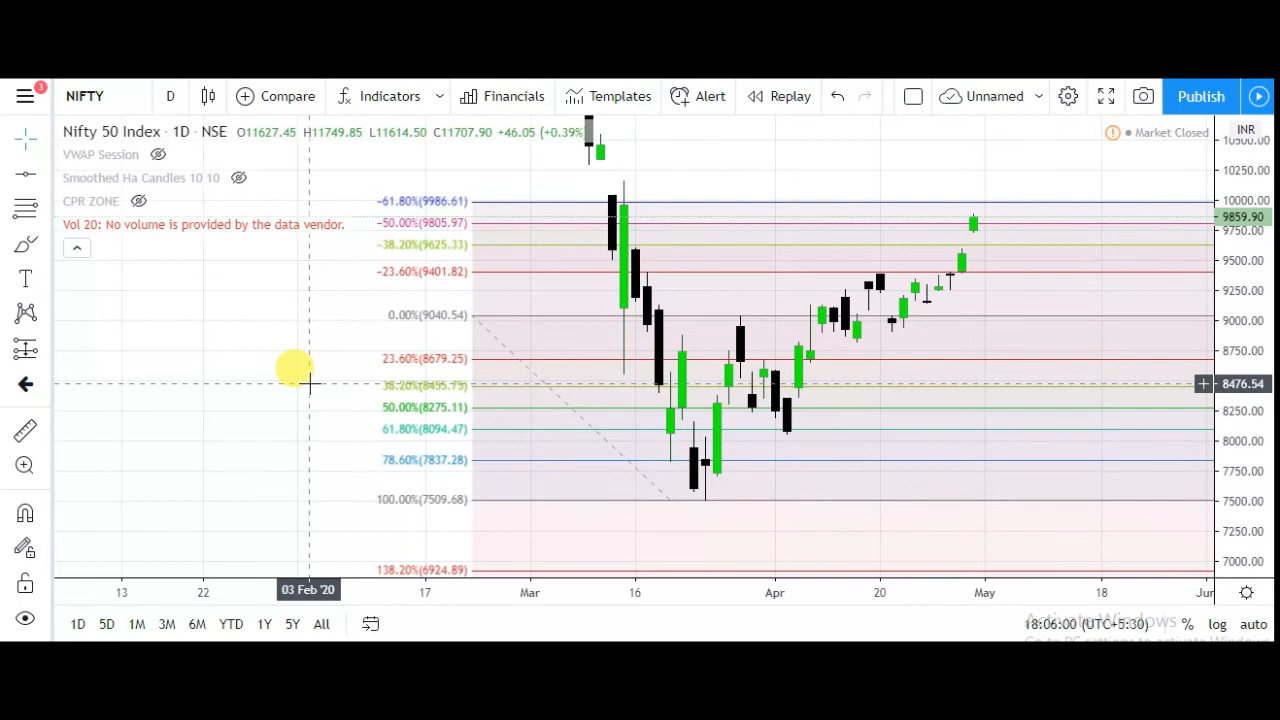 3
NIFTY D Compare Indicators Financials Templates Alert Replay Unnamed Publish
Nifty 50 Index · 1D · NSE O11627.45 H11749.85 L11614.50 C11707.90 +46.05 (+0.39%)
Market Closed
INR
VWAP Session
Smoothed Ha Candles 10 10
CPR ZONE
Vol 20: No volume is provided by the data vendor.
−61.80%(9986.61)
−50.00%(9805.97)
−38.20%(9625.33)
−23.60%(9401.82)
0.00%(9040.54)
23.60%(8679.25)
50.00%(8275.11)
61.80%(8094.47)
78.60%(7837.28)
100.00%(7509.68)
138.20%(6924.89)
10500.00
10250.00
10000.00
9859.90
9750.00
9500.00
9250.00
9000.00
8750.00
8476.54
8250.00
8000.00
7750.00
7500.00
7250.00
7000.00
13 22 03 Feb '20 17 Mar 16 Apr 20 May 18 Jun
1D 5D 1M 3M 6M YTD 1Y 5Y All
18:06:00 (UTC+5:30) % log auto
Activate Windows